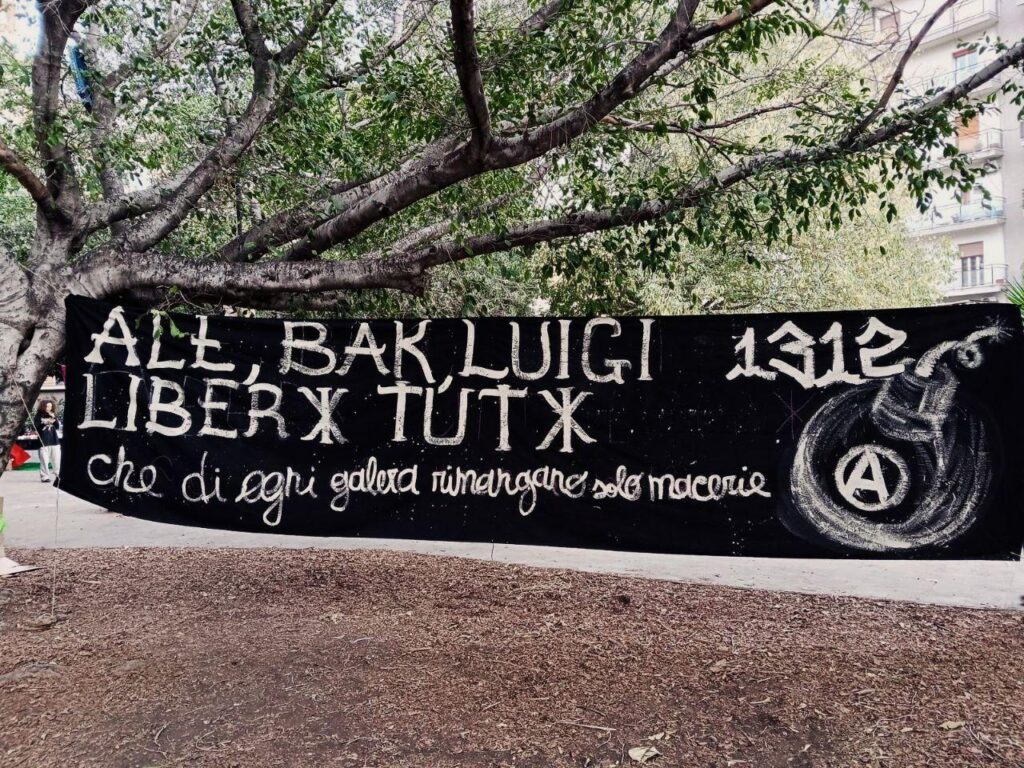 ALE, BAK, LUIGI 1312
LIBERX TUTX
che di ogni galera rimangano solo macerie
A